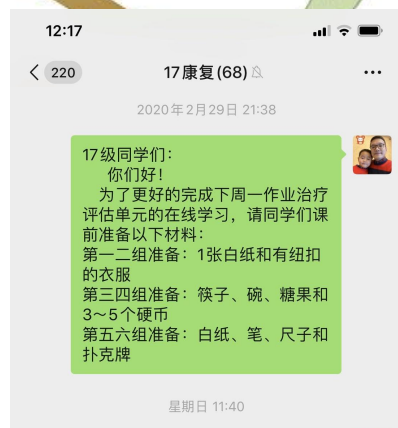 12:17
220
17康复(68)
2020年2月29日 21:38
17级同学们：
你们好！
为了更好的完成下周一作业治疗
评估单元的在线学习，请同学们课
前准备以下材料：
第一二组准备：1张白纸和有纽扣
的衣服
第三四组准备：筷子、碗、糖果和
3～5个硬币
第五六组准备：白纸、笔、尺子和
扑克牌
星期日 11:40